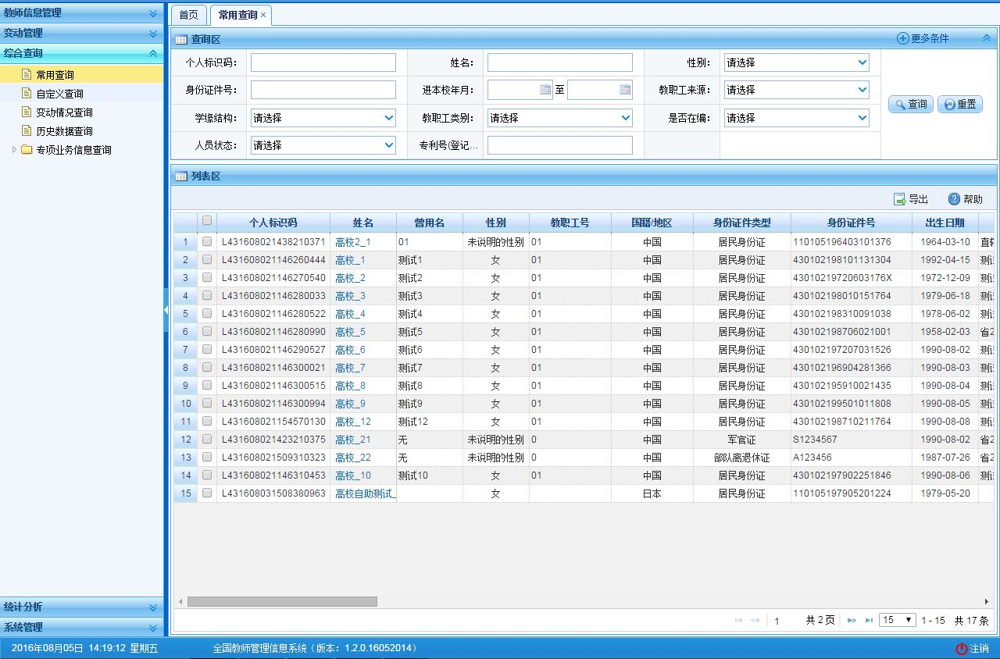 教师信息管理
变动管理
综合查询
常用查询
自定义查询
变动情况查询
历史数据查询
专项业务信息查询
统计分析
系统管理
首页 常用查询 ×
查询区 更多条件
个人标识码： 姓名： 性别： 请选择
身份证件号： 进本校年月： 至 教职工来源： 请选择
查询 重置
学缘结构： 请选择 教职工类别： 请选择 是否在编： 请选择
人员状态： 请选择 专利号(登记...
列表区
导出 帮助
个人标识码 姓名 曾用名 性别 教职工号 国籍/地区 身份证件类型 身份证件号 出生日期
1 L431608021438210371 高校2_1 01 未说明的性别 01 中国 居民身份证 110105196403101376 1964-03-10 直辖
2 L431608021146260444 高校_1 测试1 女 01 中国 居民身份证 430102198101131304 1992-04-15 测试
3 L431608021146270540 高校_2 测试2 女 01 中国 居民身份证 43010219720603176X 1972-12-09 测试
4 L431608021146280033 高校_3 测试3 女 01 中国 居民身份证 430102198010151764 1979-06-18 测试
5 L431608021146280522 高校_4 测试4 女 01 中国 居民身份证 430102198310091038 1978-06-02 测试
6 L431608021146280990 高校_5 测试5 女 01 中国 居民身份证 430102198706021001 1958-02-03 省2
7 L431608021146290527 高校_6 测试6 女 01 中国 居民身份证 430102197207031526 1990-08-02 测试
8 L431608021146300021 高校_7 测试7 女 01 中国 居民身份证 430102196904281366 1990-08-03 测试
9 L431608021146300515 高校_8 测试8 女 01 中国 居民身份证 430102195910021435 1990-08-04 测试
10 L431608021146300994 高校_9 测试9 女 01 中国 居民身份证 430102199501011808 1990-08-05 测试
11 L431608021154570130 高校_12 测试12 女 01 中国 居民身份证 430102198710211764 1990-08-08 测试
12 L431608021423210375 高校_21 无 未说明的性别 0 中国 军官证 S1234567 1990-08-02 省2
13 L431608021509310323 高校_22 无 未说明的性别 0 中国 部队离退休证 A123456 1987-07-26 省2
14 L431608021146310453 高校_10 测试10 女 01 中国 居民身份证 430102197902251846 1990-08-06 测试
15 L431608031508380963 高校自助测试_ 女 日本 居民身份证 110105197905201224 1979-05-20
1 共 2 页 15 1 - 15 共 17 条
2016年08月05日 14:19:12 星期五 全国教师管理信息系统（版本：1.2.0.16052014） 注销